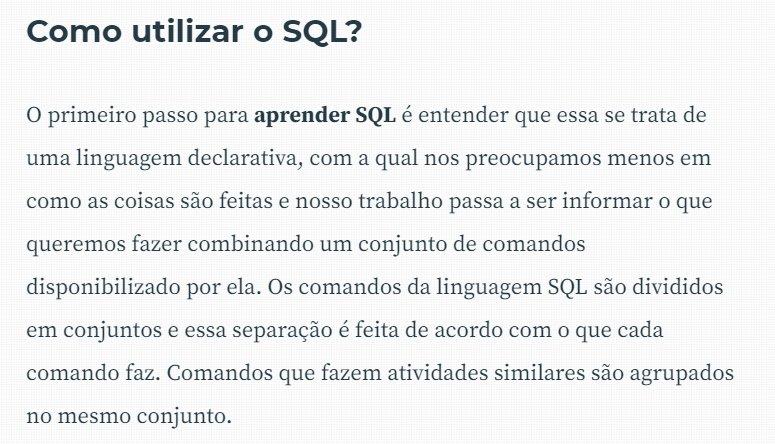 Como utilizar o SQL?
O primeiro passo para aprender SQL é entender que essa se trata de
uma linguagem declarativa, com a qual nos preocupamos menos em
como as coisas são feitas e nosso trabalho passa a ser informar o que
queremos fazer combinando um conjunto de comandos
disponibilizado por ela. Os comandos da linguagem SQL são divididos
em conjuntos e essa separação é feita de acordo com o que cada
comando faz. Comandos que fazem atividades similares são agrupados
no mesmo conjunto.